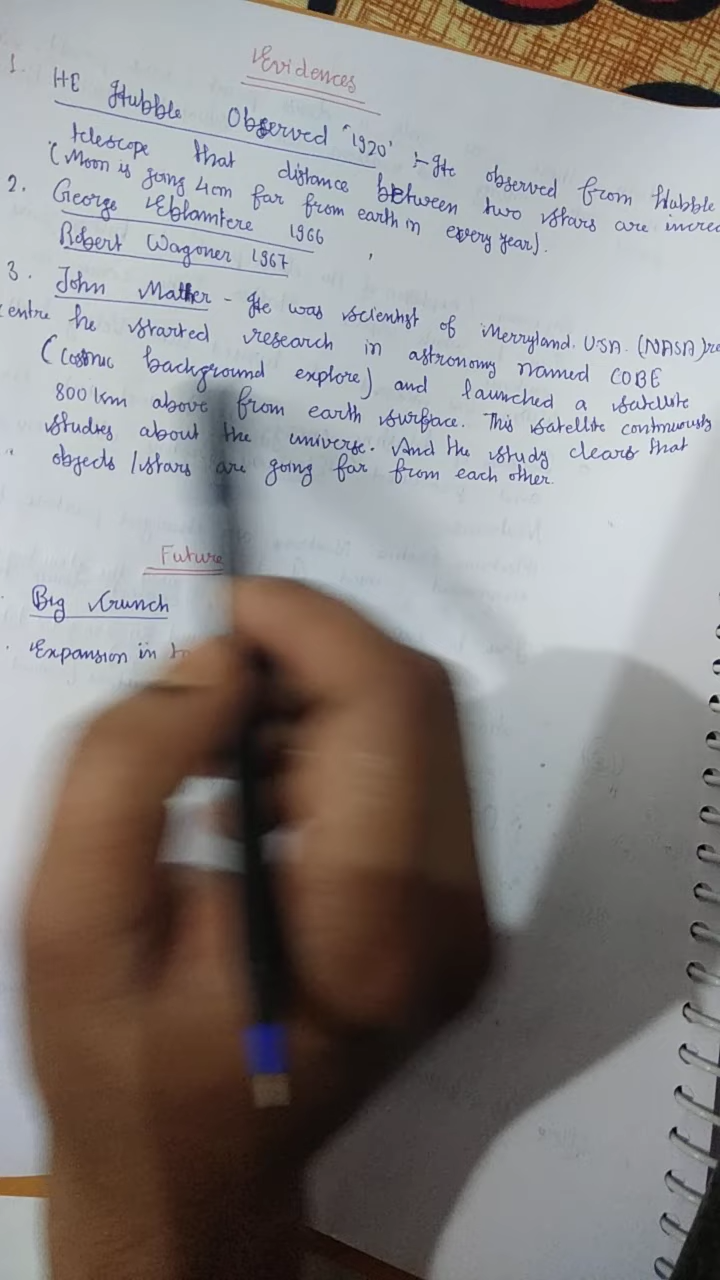 Evidences
1. HE Hubble Observed '1920' :- He observed from Hubble
telescope that distance between two stars are increa
(Moon is going 4cm far from earth in every year).
2. George 1966
Robert Wagoner 1967 ,
3. John Mather - He was scientist of Merryland. USA. (NASA) re
centre he started research in astronomy named COBE
(Cosmic background explore) and launched a satellite
800 km above from earth surface. This satellite continuously
studies about the universe. And the study clears that
objects / stars are going far from each other.
Future
Big Crunch
Expansion in